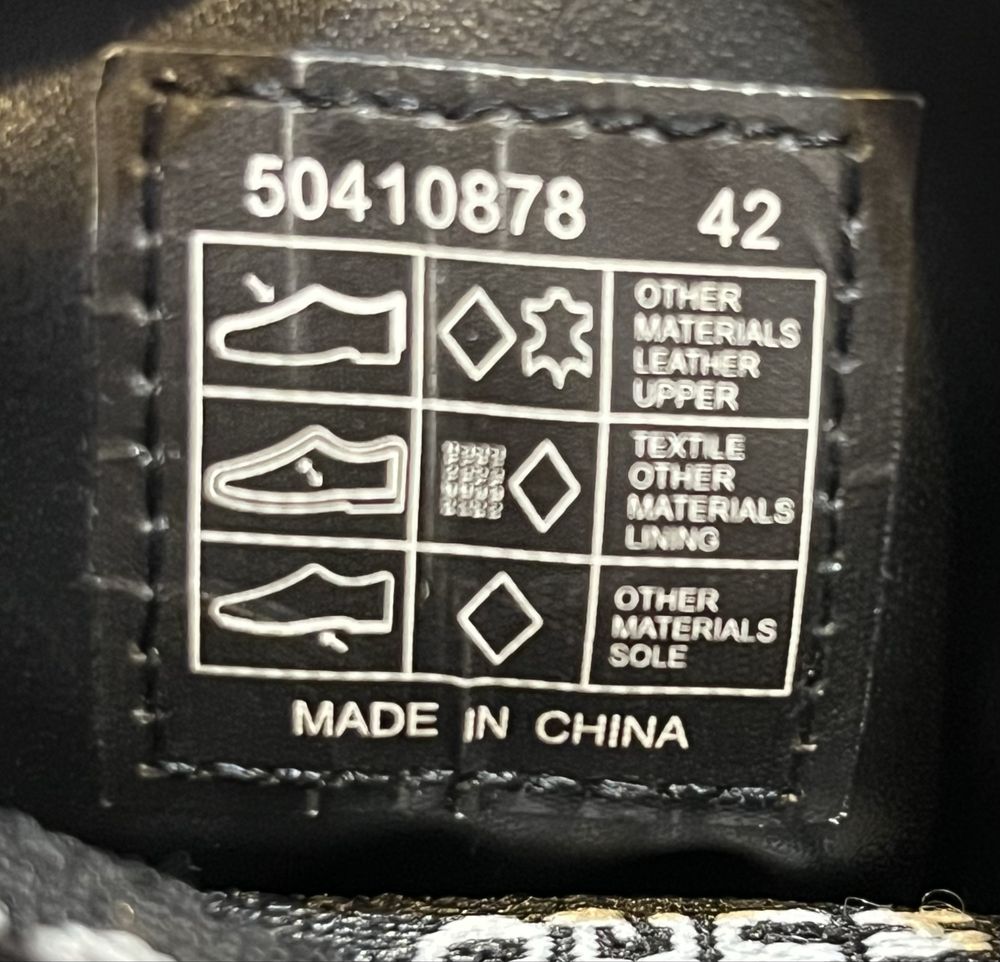 50410878 42
OTHER
MATERIALS
LEATHER
UPPER
TEXTILE
OTHER
MATERIALS
LINING
OTHER
MATERIALS
SOLE
MADE IN CHINA